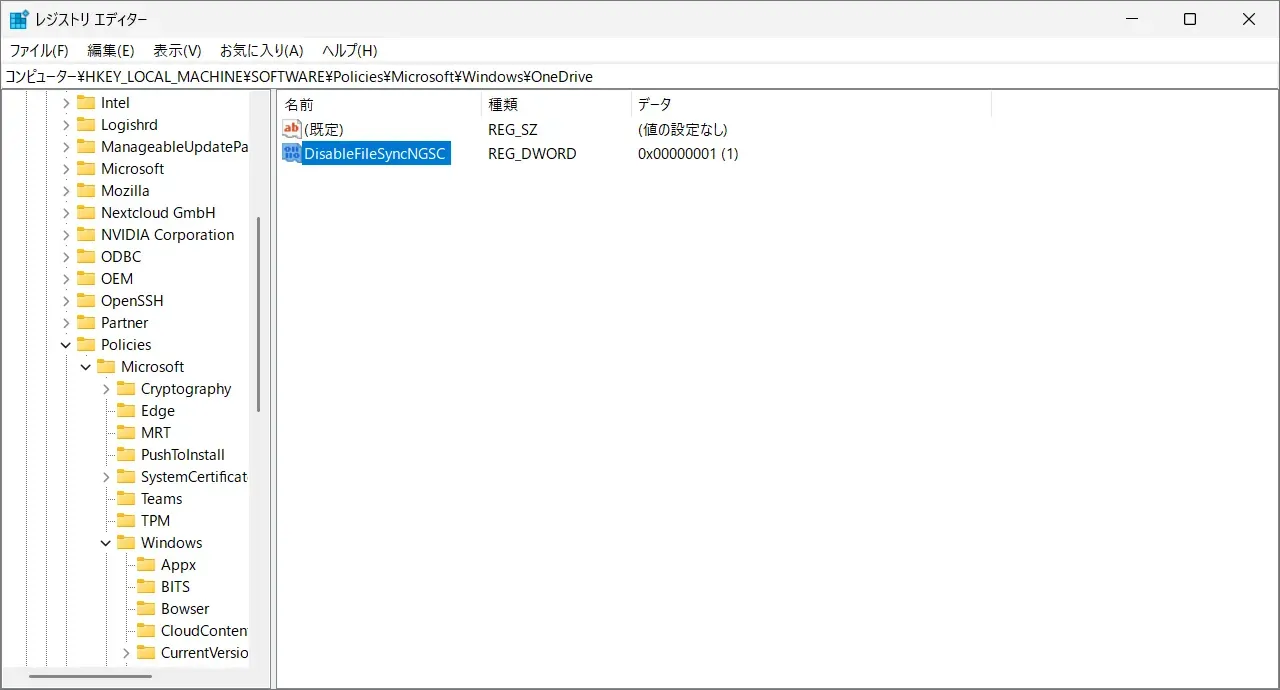 レジストリ エディター
ファイル(F) 編集(E) 表示(V) お気に入り(A) ヘルプ(H)
コンピューター¥HKEY_LOCAL_MACHINE¥SOFTWARE¥Policies¥Microsoft¥Windows¥OneDrive
Intel
Logishrd
ManageableUpdatePa
Microsoft
Mozilla
Nextcloud GmbH
NVIDIA Corporation
ODBC
OEM
OpenSSH
Partner
Policies
Microsoft
Cryptography
Edge
MRT
PushToInstall
SystemCertificat
Teams
TPM
Windows
Appx
BITS
Bowser
CloudConten
CurrentVersio
名前 種類 データ
(既定) REG_SZ (値の設定なし)
DisableFileSyncNGSC REG_DWORD 0x00000001 (1)